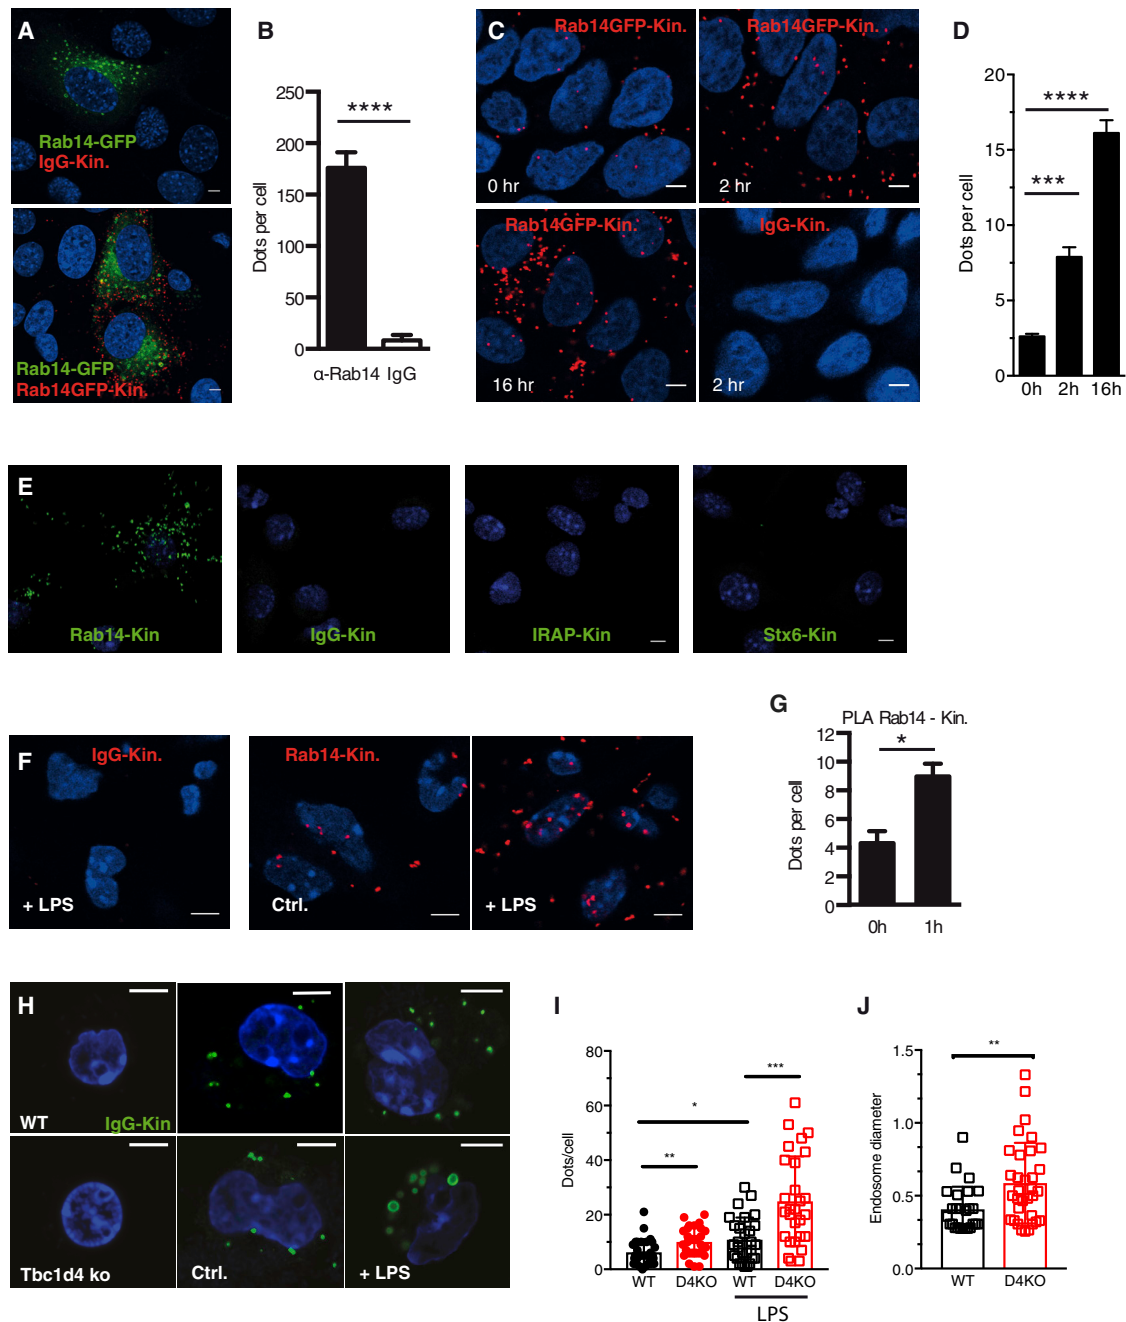 A
Rab14-GFP
IgG-Kin.
Rab14-GFP
Rab14GFP-Kin.
B
250
200
150
100
50
0
Dots per cell
****
α-Rab14 IgG
C
Rab14GFP-Kin.
0 hr
Rab14GFP-Kin.
2 hr
Rab14GFP-Kin.
16 hr
IgG-Kin.
2 hr
D
20
15
10
5
0
Dots per cell
****
***
0h 2h 16h
E
Rab14-Kin
IgG-Kin
IRAP-Kin
Stx6-Kin
F
IgG-Kin.
+ LPS
Rab14-Kin.
Ctrl.
+ LPS
G
PLA Rab14 - Kin.
12
10
8
6
4
2
0
Dots per cell
*
0h 1h
H
WT
IgG-Kin
Tbc1d4 ko
Ctrl.
+ LPS
I
80
60
40
20
0
Dots/cell
***
*
**
WT D4KO WT D4KO
LPS
J
1.5
1.0
0.5
0.0
Endosome diameter
**
WT D4KO